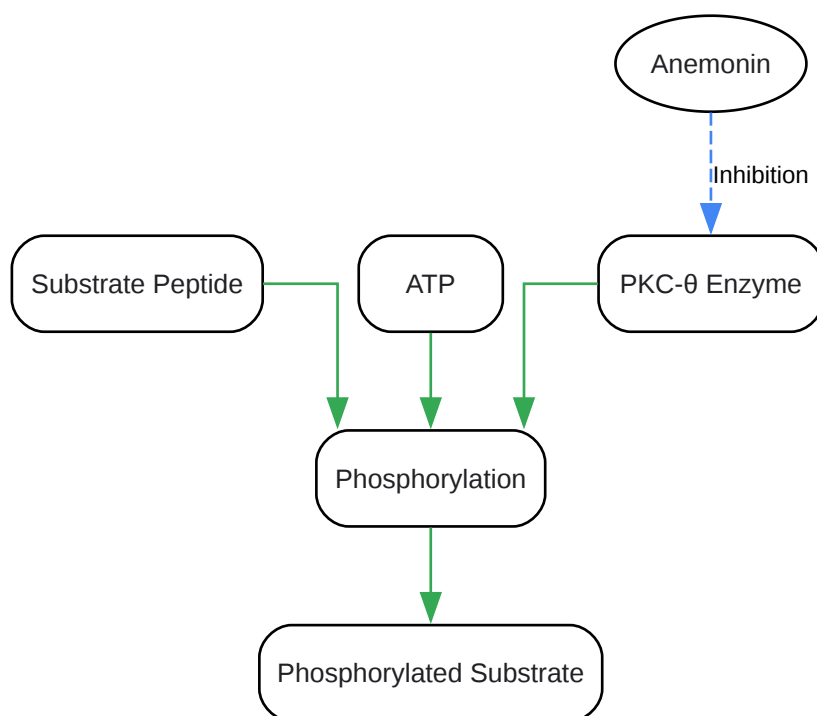 Anemonin
Inhibition
Substrate Peptide
ATP
PKC-θ Enzyme
Phosphorylation
Phosphorylated Substrate